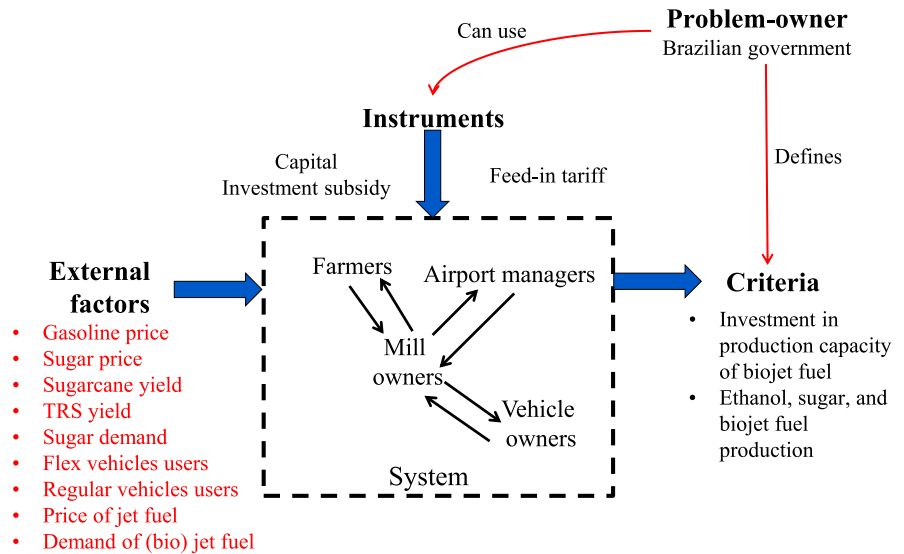 Problem-owner
Brazilian government
Can use
Instruments
Defines
Capital
Investment subsidy
Feed-in tariff
External
factors
• Gasoline price
• Sugar price
• Sugarcane yield
• TRS yield
• Sugar demand
• Flex vehicles users
• Regular vehicles users
• Price of jet fuel
• Demand of (bio) jet fuel
Farmers
Airport managers
Mill
owners
Vehicle
owners
System
Criteria
• Investment in
production capacity
of biojet fuel
• Ethanol, sugar, and
biojet fuel
production